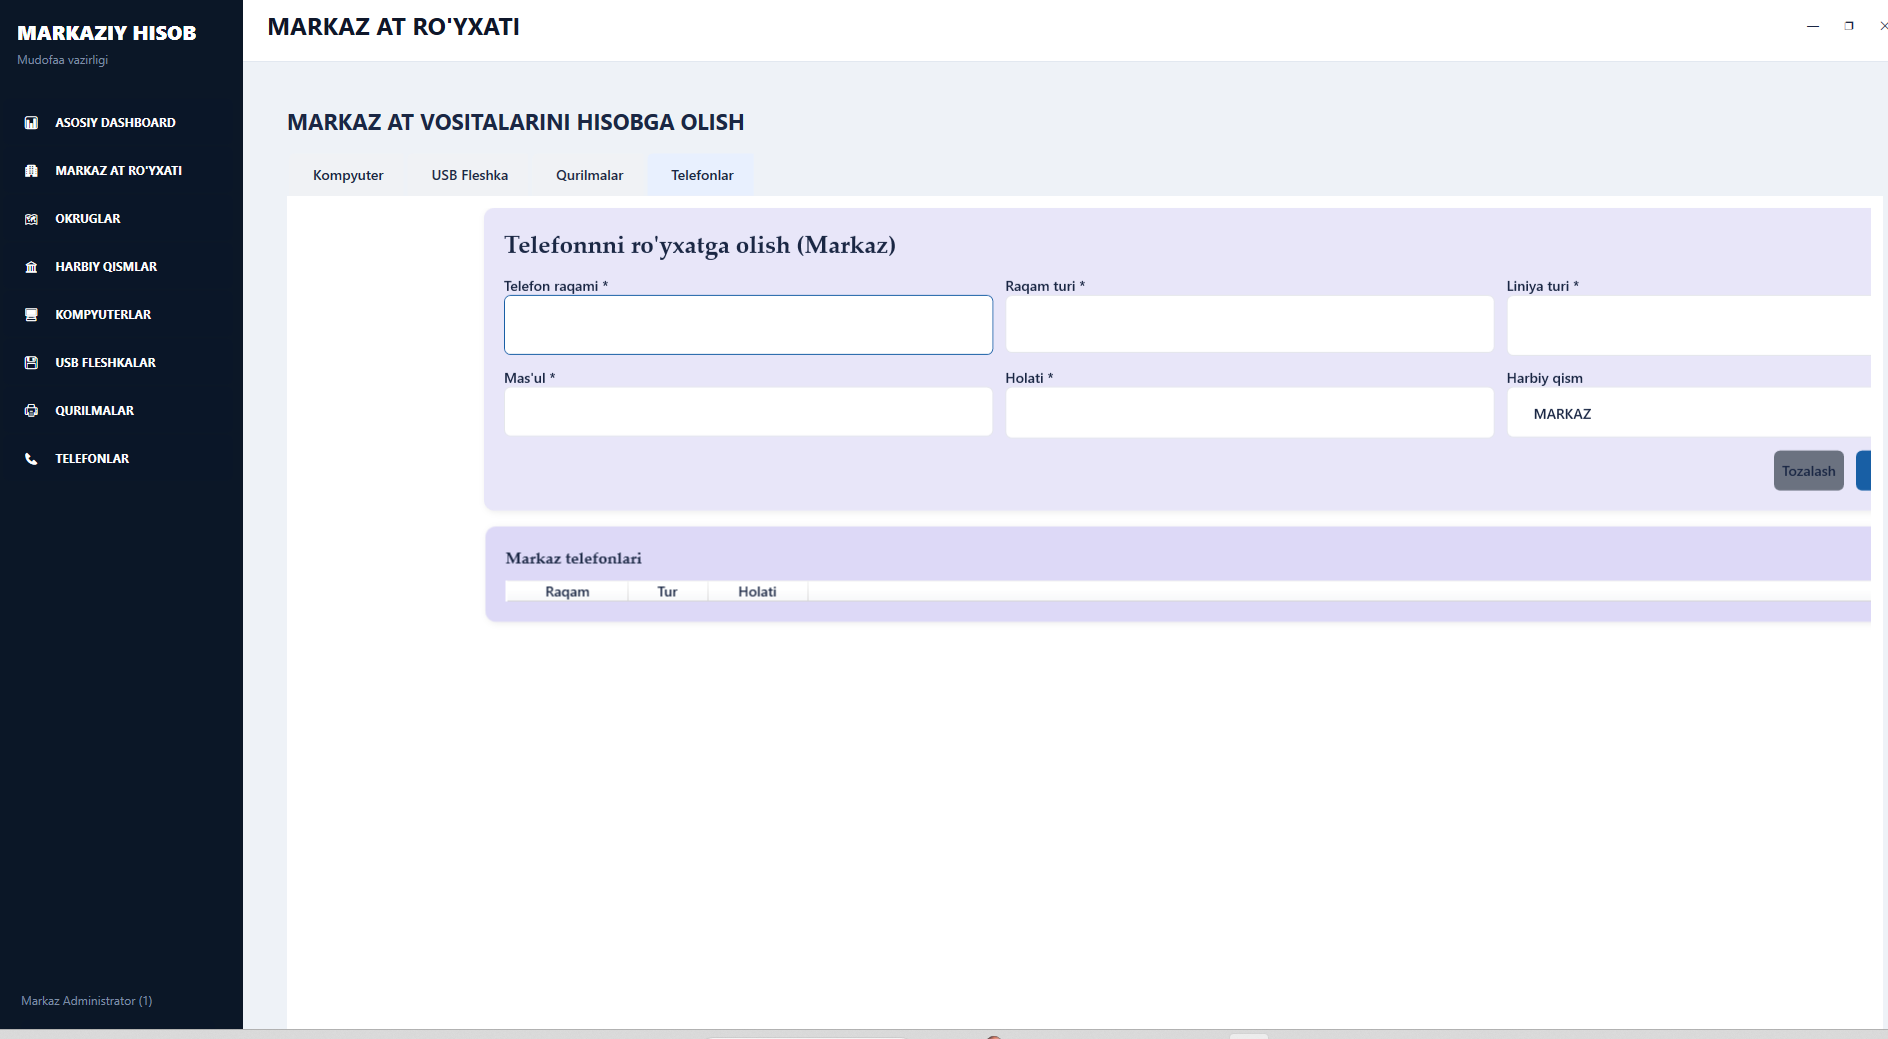 MARKAZIY HISOB
Mudofaa vazirligi
ASOSIY DASHBOARD
MARKAZ AT RO'YXATI
OKRUGLAR
HARBIY QISMLAR
KOMPYUTERLAR
USB FLESHKALAR
QURILMALAR
TELEFONLAR
Markaz Administrator (1)
MARKAZ AT RO'YXATI
MARKAZ AT VOSITALARINI HISOBGA OLISH
Kompyuter USB Fleshka Qurilmalar Telefonlar
Telefonnni ro'yxatga olish (Markaz)
Telefon raqami * Raqam turi * Liniya turi *
Mas'ul * Holati * Harbiy qism
MARKAZ
Tozalash
Markaz telefonlari
Raqam Tur Holati